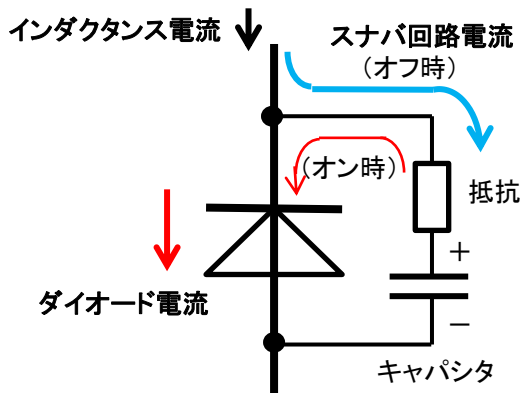 インダクタンス電流
スナバ回路電流
（オフ時）
（オン時）
抵抗
＋
ダイオード電流
－
キャパシタ